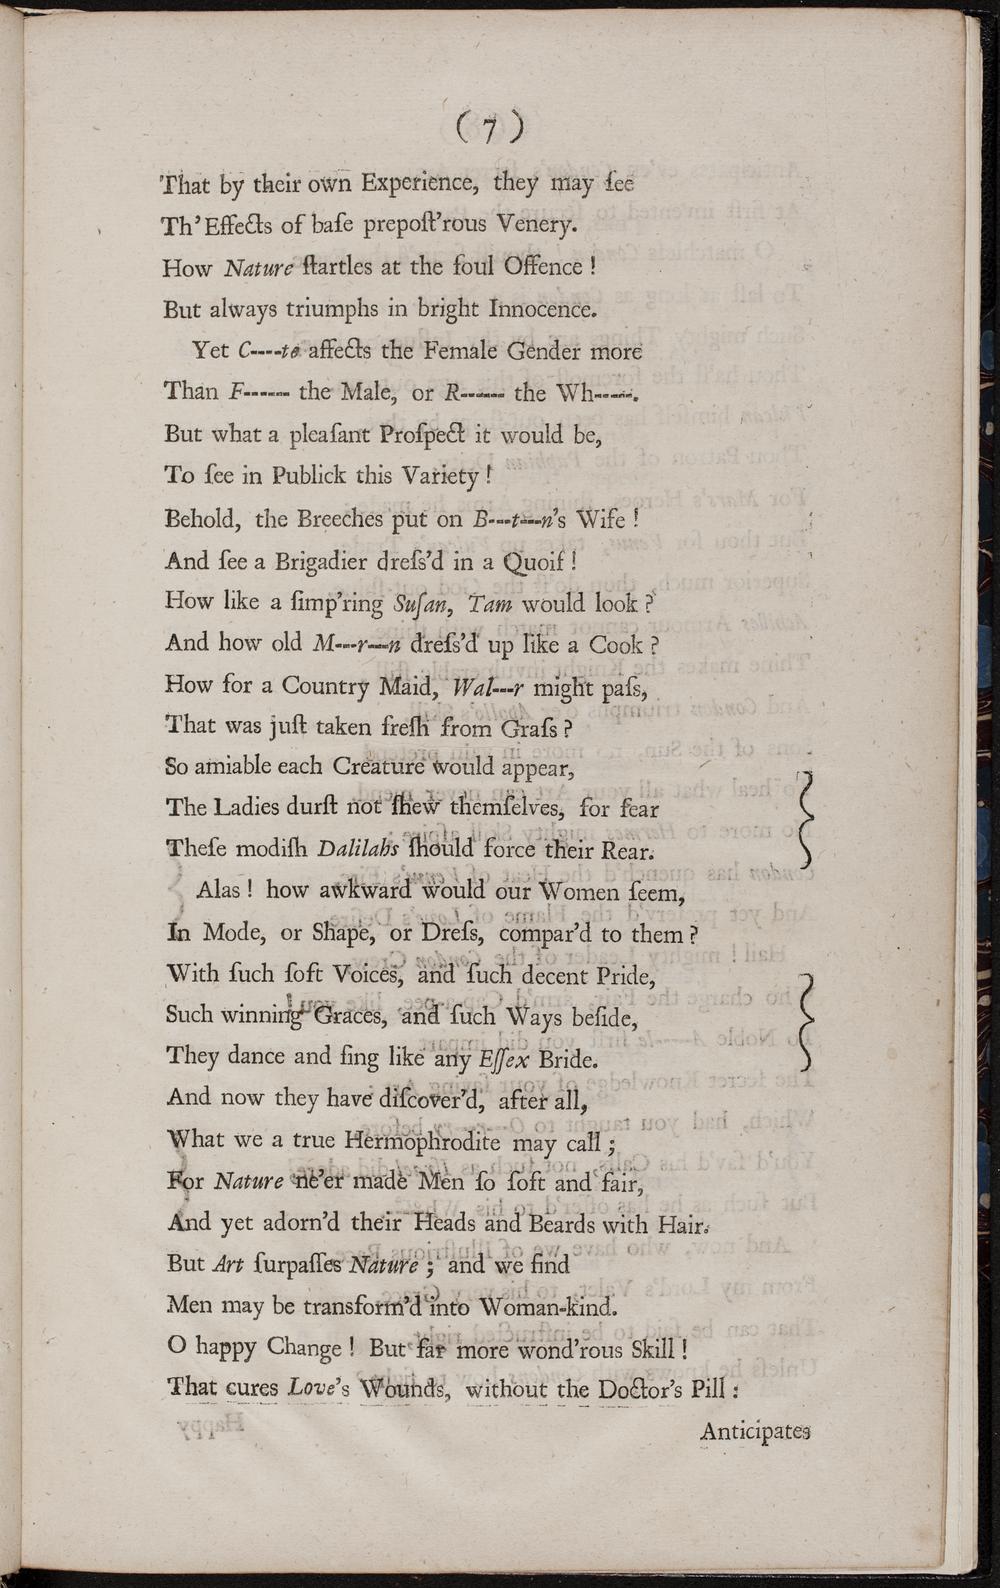 ( 7 )
That by their own Experience, they may ſee
Th' Effects of baſe prepoſt'rous Venery.
How Nature ſtartles at the foul Offence !
But always triumphs in bright Innocence.
Yet C----te affects the Female Gender more
Than F------ the Male, or R------ the Wh-----.
But what a pleaſant Proſpect it would be,
To ſee in Publick this Variety !
Behold, the Breeches put on B---t---n's Wife !
And ſee a Brigadier dreſs'd in a Quoif !
How like a ſimp'ring Suſan, Tam would look ?
And how old M---r---n dreſs'd up like a Cook ?
How for a Country Maid, Wal---r might paſs,
That was juſt taken freſh from Graſs ?
So amiable each Creature would appear,
The Ladies durſt not ſhew themſelves, for fear
Theſe modiſh Dalilahs ſhould force their Rear.
Alas ! how awkward would our Women ſeem,
In Mode, or Shape, or Dreſs, compar'd to them ?
With ſuch ſoft Voices, and ſuch decent Pride,
Such winning Graces, and ſuch Ways beſide,
They dance and ſing like any Eſſex Bride.
And now they have diſcover'd, after all,
What we a true Hermophrodite may call ;
For Nature ne'er made Men ſo ſoft and fair,
And yet adorn'd their Heads and Beards with Hair.
But Art ſurpaſſes Nature ; and we find
Men may be transform'd into Woman-kind.
O happy Change ! But far more wond'rous Skill !
That cures Love's Wounds, without the Doctor's Pill :
Anticipates